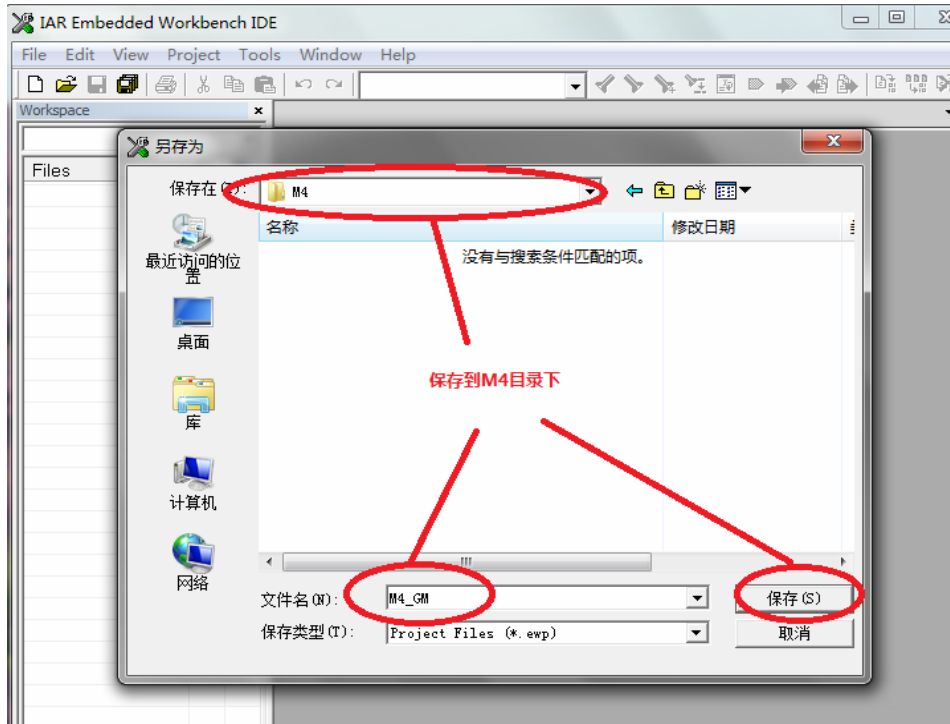 IAR Embedded Workbench IDE
File Edit View Project Tools Window Help
Workspace
Files
另存为
保存在
M4
名称
修改日期
没有与搜索条件匹配的项。
最近访问的位置
桌面
保存到M4目录下
库
计算机
网络
文件名(N):
M4_GM
保存(S)
保存类型(T):
Project Files (*.ewp)
取消